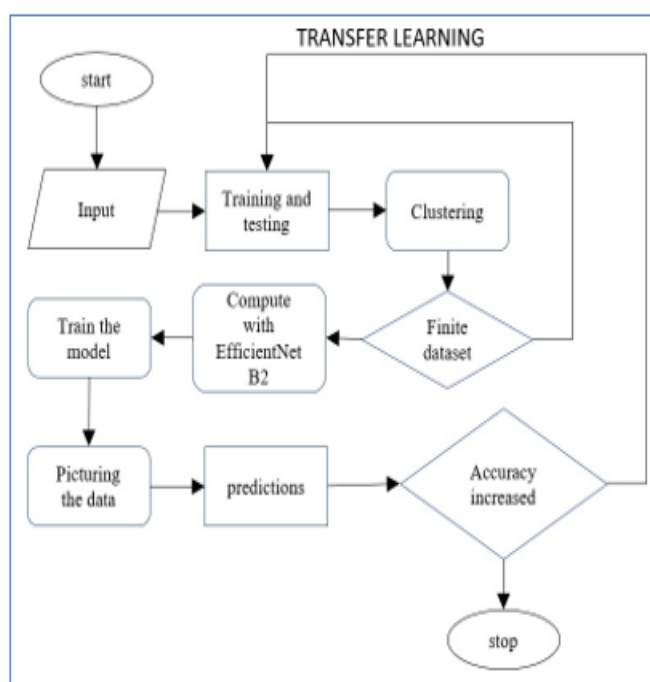 TRANSFER LEARNING
start
Input
Training and
testing
Clustering
Finite
dataset
Compute
with
EfficientNet
B2
Train the
model
Picturing
the data
predictions
Accuracy
increased
stop